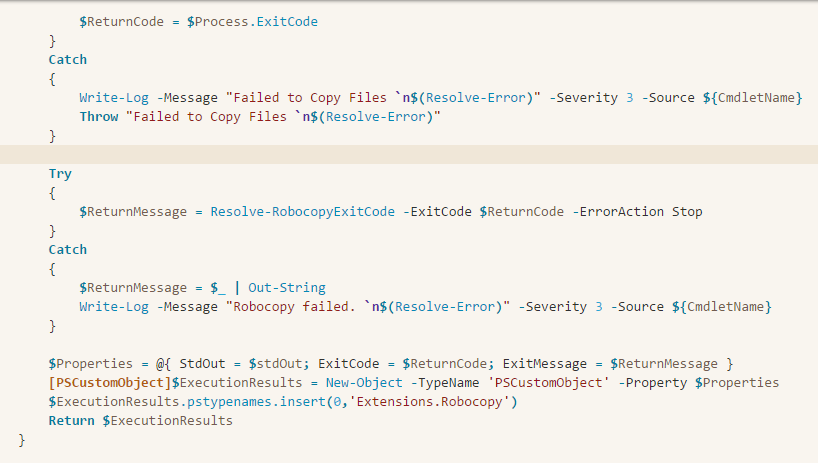 $ReturnCode = $Process.ExitCode
}
Catch
{
Write-Log -Message "Failed to Copy Files `n$(Resolve-Error)" -Severity 3 -Source ${CmdletName}
Throw "Failed to Copy Files `n$(Resolve-Error)"
}
Try
{
$ReturnMessage = Resolve-RobocopyExitCode -ExitCode $ReturnCode -ErrorAction Stop
}
Catch
{
$ReturnMessage = $_ | Out-String
Write-Log -Message "Robocopy failed. `n$(Resolve-Error)" -Severity 3 -Source ${CmdletName}
}
$Properties = @{ StdOut = $stdOut; ExitCode = $ReturnCode; ExitMessage = $ReturnMessage }
[PSCustomObject]$ExecutionResults = New-Object -TypeName 'PSCustomObject' -Property $Properties
$ExecutionResults.pstypenames.insert(0,'Extensions.Robocopy')
Return $ExecutionResults
}